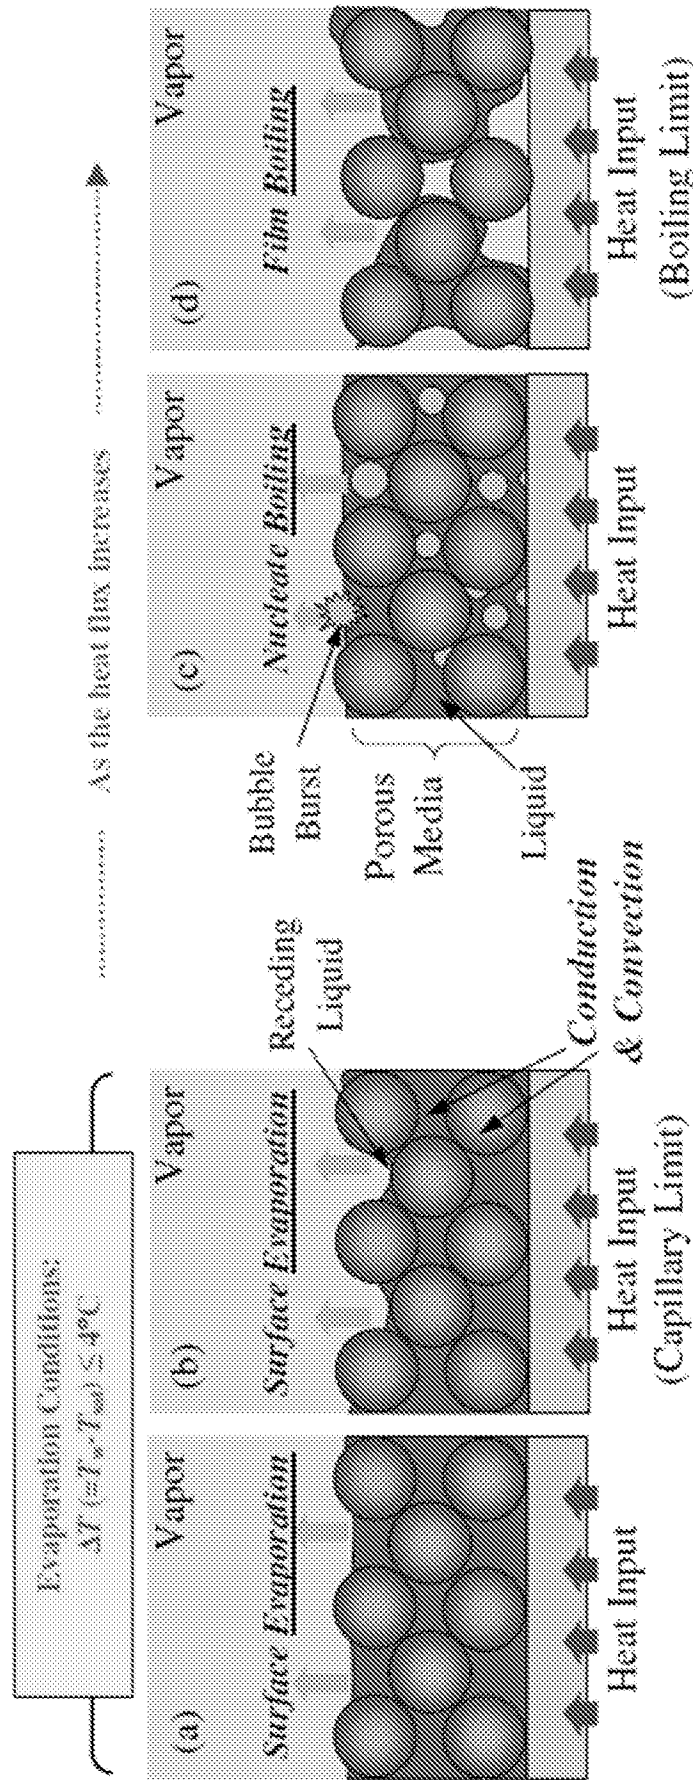 Evaporation Conditions:
ΔT (=Tw-Tsat) ≤ 4°C
As the heat flux increases
(a)
Vapor
Surface Evaporation
Heat Input
(b)
Vapor
Surface Evaporation
Heat Input
(Capillary Limit)
Receding
Liquid
Conduction
& Convection
Bubble
Burst
Porous
Media
Liquid
(c)
Vapor
Nucleate Boiling
Heat Input
(d)
Vapor
Film Boiling
Heat Input
(Boiling Limit)